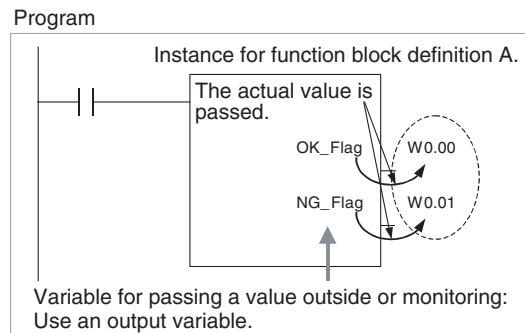 Program
Instance for function block definition A.
The actual value is
passed.
OK_Flag W0.00
NG_Flag W0.01
Variable for passing a value outside or monitoring:
Use an output variable.